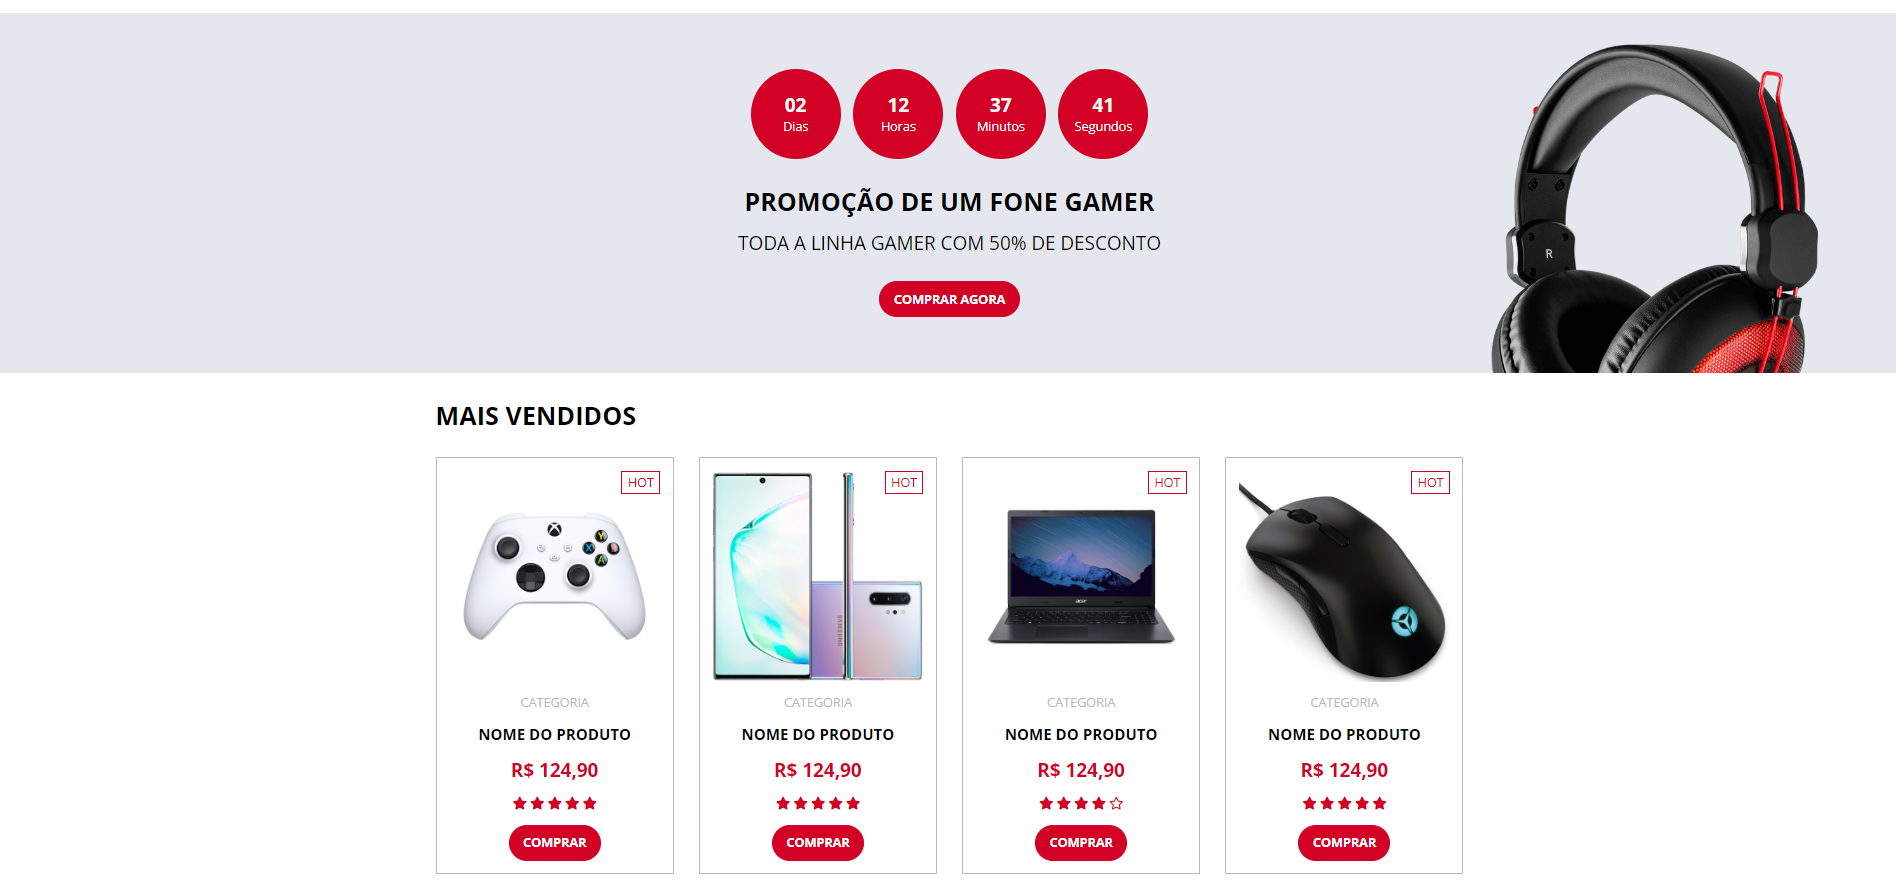 02 12 37 41
Dias Horas Minutos Segundos
PROMOÇÃO DE UM FONE GAMER
TODA A LINHA GAMER COM 50% DE DESCONTO
COMPRAR AGORA
R
MAIS VENDIDOS
HOT HOT HOT HOT
Y
X B
A
SAMSUNG
acer
CATEGORIA CATEGORIA CATEGORIA CATEGORIA
NOME DO PRODUTO NOME DO PRODUTO NOME DO PRODUTO NOME DO PRODUTO
R$ 124,90 R$ 124,90 R$ 124,90 R$ 124,90
COMPRAR COMPRAR COMPRAR COMPRAR